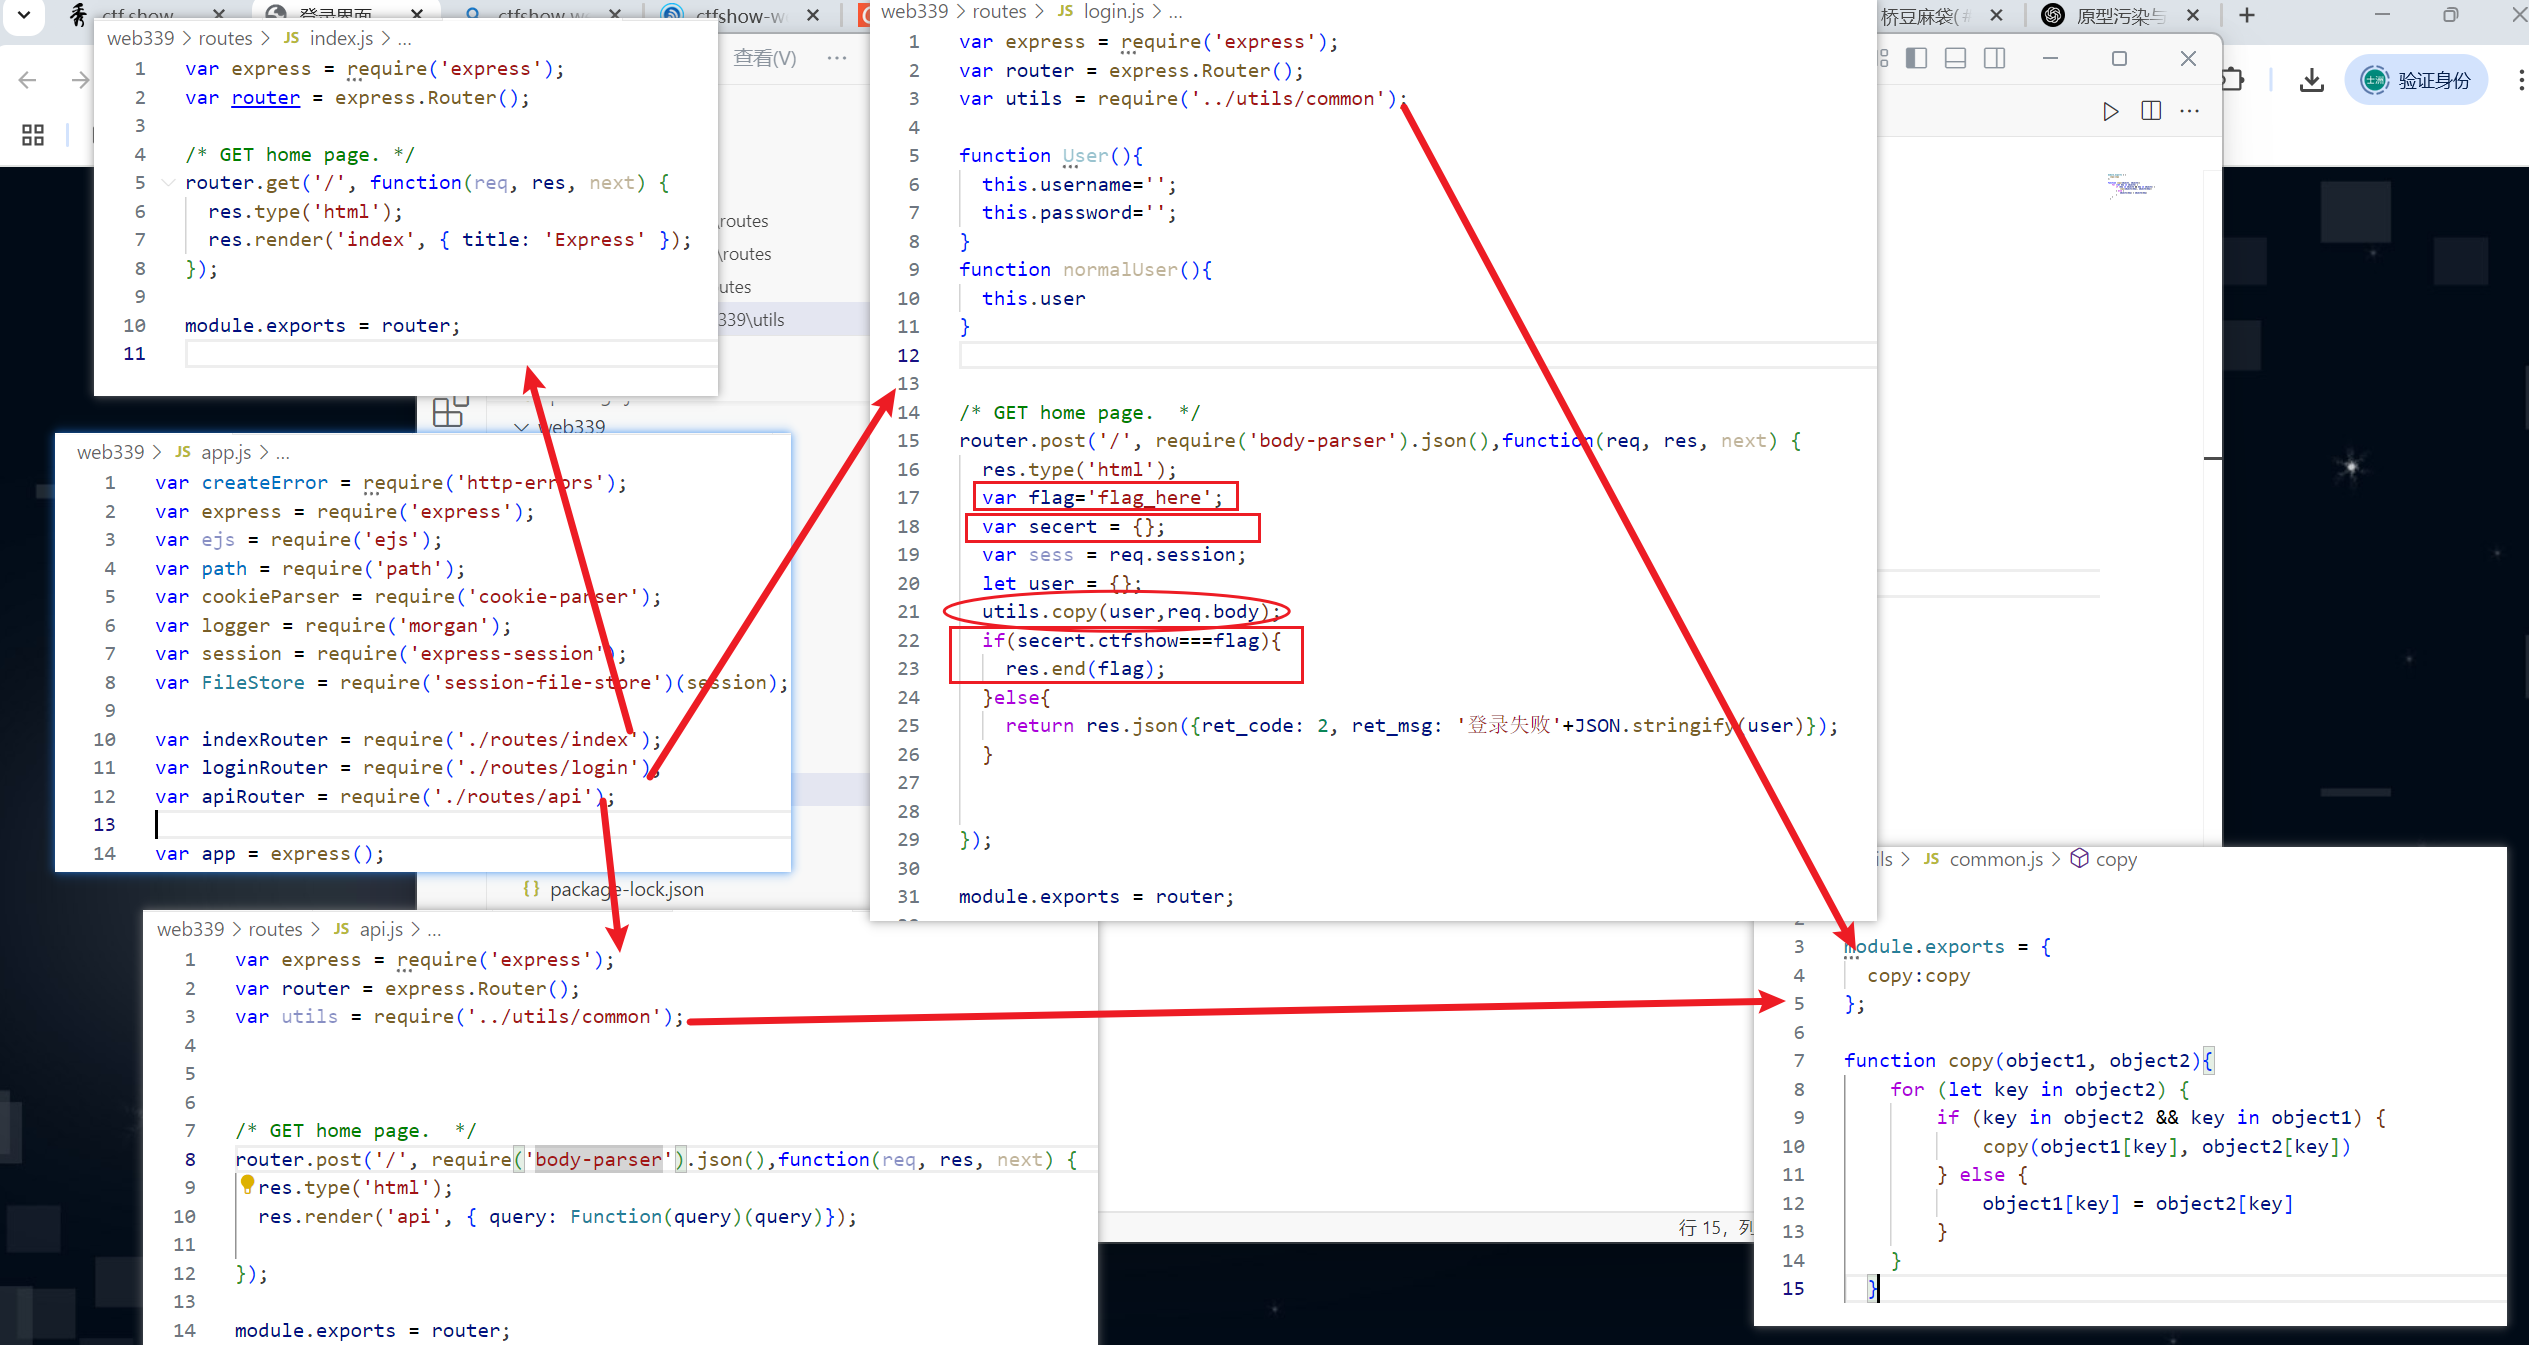 ctf.show
登录界面
web339 > routes > JS index.js > ...
1 var express = require('express');
2 var router = express.Router();
3
4 /* GET home page. */
5 router.get('/', function(req, res, next) {
6 res.type('html');
7 res.render('index', { title: 'Express' });
8 });
9
10 module.exports = router;
11
查看(V) ...
\routes
\routes
utes
339\utils
web339
web339 > JS app.js > ...
1 var createError = require('http-errors');
2 var express = require('express');
3 var ejs = require('ejs');
4 var path = require('path');
5 var cookieParser = require('cookie-parser');
6 var logger = require('morgan');
7 var session = require('express-session');
8 var FileStore = require('session-file-store')(session);
9
10 var indexRouter = require('./routes/index');
11 var loginRouter = require('./routes/login');
12 var apiRouter = require('./routes/api');
13
14 var app = express();
{} package-lock.json
web339 > routes > JS api.js > ...
1 var express = require('express');
2 var router = express.Router();
3 var utils = require('../utils/common');
4
5
6
7 /* GET home page.  */
8 router.post('/', require('body-parser').json(),function(req, res, next) {
9 res.type('html');
10 res.render('api', { query: Function(query)(query)});
11
12 });
13
14 module.exports = router;
web339 > routes > JS login.js > ...
1 var express = require('express');
2 var router = express.Router();
3 var utils = require('../utils/common');
4
5 function User(){
6 this.username='';
7 this.password='';
8 }
9 function normalUser(){
10 this.user
11 }
12
13
14 /* GET home page.  */
15 router.post('/', require('body-parser').json(),function(req, res, next) {
16 res.type('html');
17 var flag='flag_here';
18 var secert = {};
19 var sess = req.session;
20 let user = {};
21 utils.copy(user,req.body);
22 if(secert.ctfshow===flag){
23 res.end(flag);
24 }else{
25 return res.json({ret_code: 2, ret_msg: '登录失败'+JSON.stringify(user)});
26 }
27
28
29 });
30
31 module.exports = router;
桥豆麻袋(#
原型污染与
验证身份
行 15，列
ils > JS common.js > copy
2
3 module.exports = {
4 copy:copy
5 };
6
7 function copy(object1, object2){
8 for (let key in object2) {
9 if (key in object2 && key in object1) {
10 copy(object1[key], object2[key])
11 } else {
12 object1[key] = object2[key]
13 }
14 }
15 }